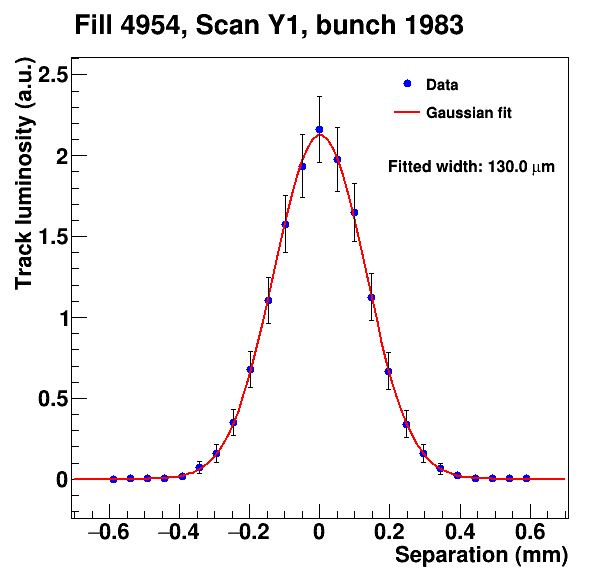 Fill 4954, Scan Y1, bunch 1983
Track luminosity (a.u.)
2.5
2
1.5
1
0.5
0
Data
Gaussian fit
Fitted width: 130.0 μm
−0.6 −0.4 −0.2 0 0.2 0.4 0.6
Separation (mm)